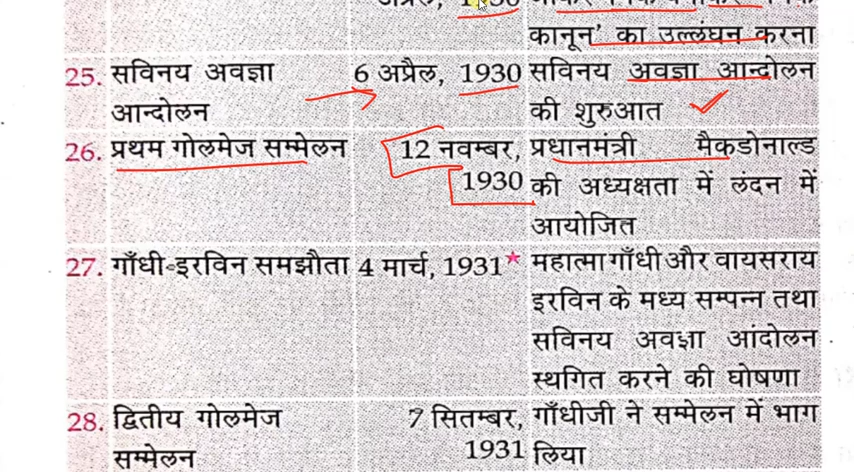 अप्रैल, 1930
कानून' का उल्लंघन करना
25. सविनय अवज्ञा 6 अप्रैल, 1930 सविनय अवज्ञा आन्दोलन
आन्दोलन की शुरुआत
26. प्रथम गोलमेज सम्मेलन 12 नवम्बर, प्रधानमंत्री मैकडोनाल्ड
1930 की अध्यक्षता में लंदन में
आयोजित
27. गाँधी-इरविन समझौता 4 मार्च, 1931* महात्मा गाँधी और वायसराय
इरविन के मध्य सम्पन्न तथा
सविनय अवज्ञा आंदोलन
स्थगित करने की घोषणा
28. द्वितीय गोलमेज 7 सितम्बर, गाँधीजी ने सम्मेलन में भाग
सम्मेलन 1931 लिया